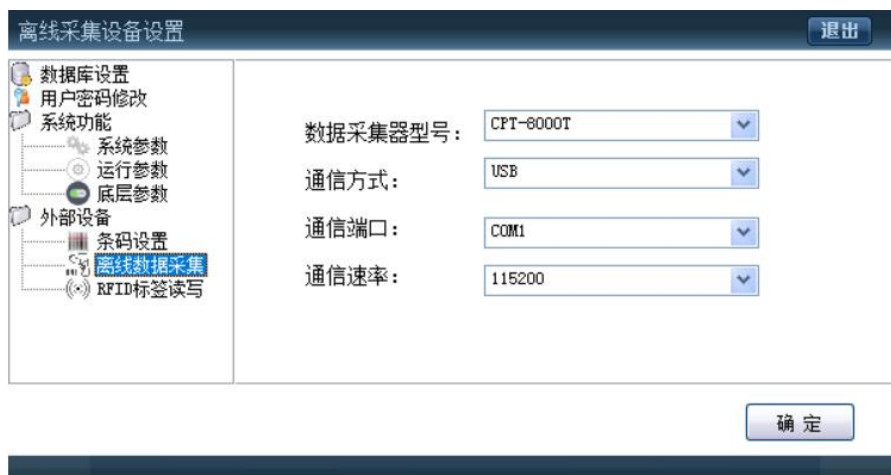 离线采集设备设置
退出
数据库设置
用户密码修改
系统功能
系统参数
运行参数
底层参数
外部设备
条码设置
离线数据采集
RFID标签读写
数据采集器型号： CPT-8000T
通信方式： USB
通信端口： COM1
通信速率： 115200
确定